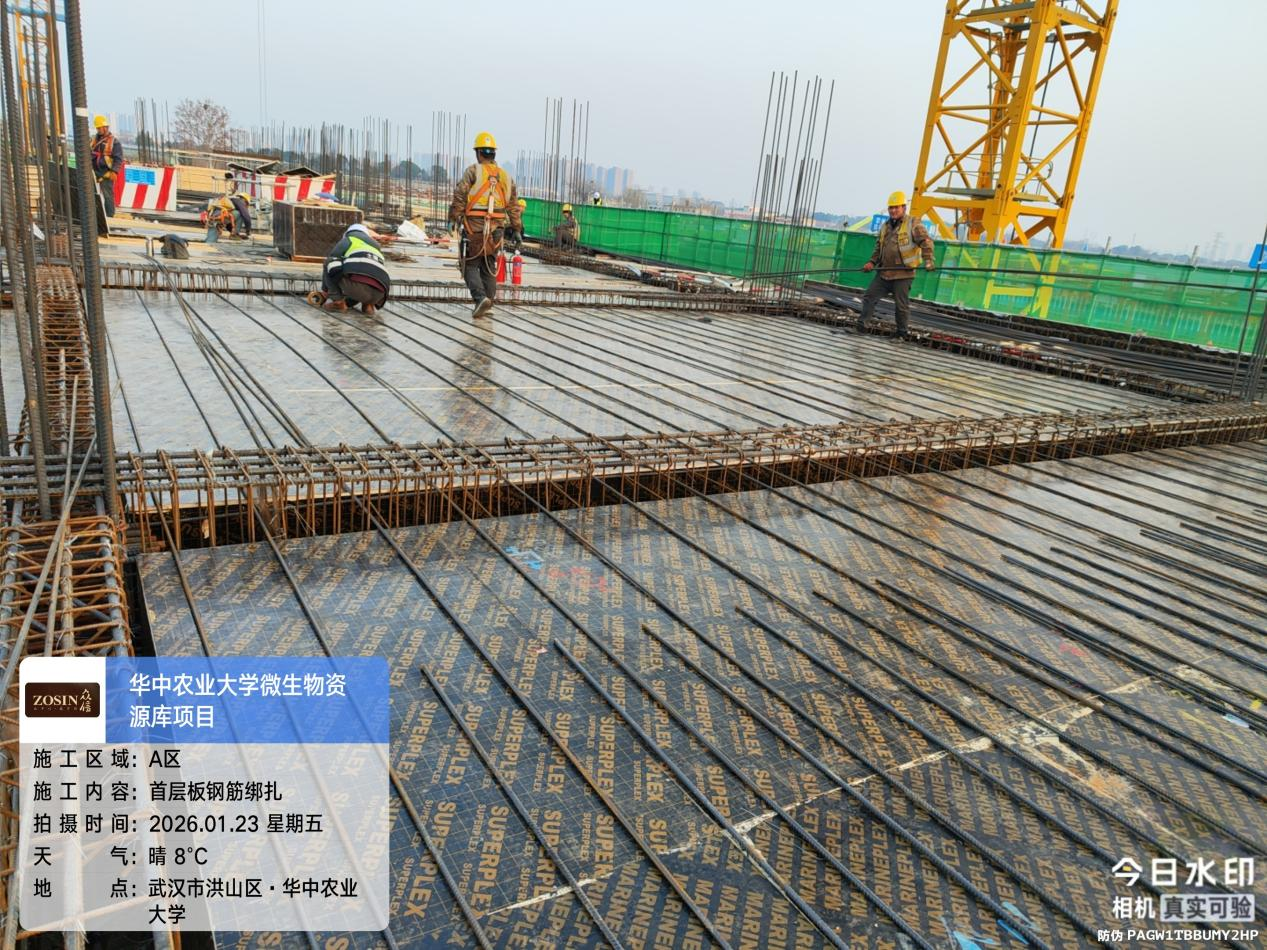 ZOSIN 众信
华中农业大学微生物资
源库项目
施工区域：A区
施工内容：首层板钢筋绑扎
拍摄时间：2026.01.23 星期五
天气：晴 8℃
地点：武汉市洪山区·华中农业
大学
SUPERPLEX
SUPERPLEX
SUPERPLEX
SUPERPLEX
MARINE
今日水印
相机 真实可验
防伪 PAGW1TBBUMY2HP